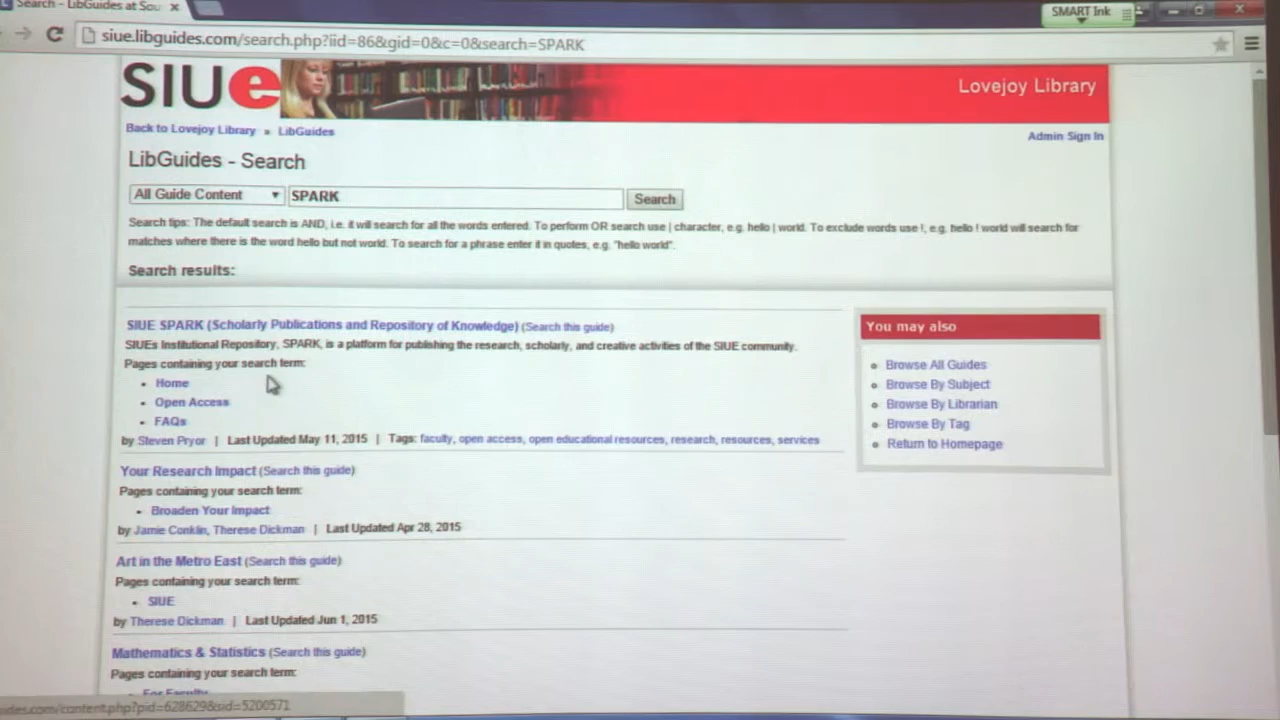 Search - LibGuides at Sou
SMART Ink
siue.libguides.com/search.php?iid=86&gid=0&c=0&search=SPARK
SIUe
Lovejoy Library
Back to Lovejoy Library » LibGuides
Admin Sign In
LibGuides - Search
All Guide Content SPARK Search
Search tips: The default search is AND, i.e. it will search for all the words entered. To perform OR search use | character, e.g. hello | world. To exclude words use !, e.g. hello ! world will search for
matches where there is the word hello but not world. To search for a phrase enter it in quotes, e.g. "hello world".
Search results:
SIUE SPARK (Scholarly Publications and Repository of Knowledge) (Search this guide)
SIUEs Institutional Repository, SPARK, is a platform for publishing the research, scholarly, and creative activities of the SIUE community.
Pages containing your search term:
• Home
• Open Access
• FAQs
by Steven Pryor | Last Updated May 11, 2015 | Tags: faculty, open access, open educational resources, research, resources, services
Your Research Impact (Search this guide)
Pages containing your search term:
• Broaden Your Impact
by Jamie Conklin, Therese Dickman | Last Updated Apr 28, 2015
Art in the Metro East (Search this guide)
Pages containing your search term:
• SIUE
by Therese Dickman | Last Updated Jun 1, 2015
Mathematics & Statistics (Search this guide)
Pages containing your search term:
• For Faculty
You may also
Browse All Guides
Browse By Subject
Browse By Librarian
Browse By Tag
Return to Homepage
uides.com/content.php?pid=628629&sid=5200571